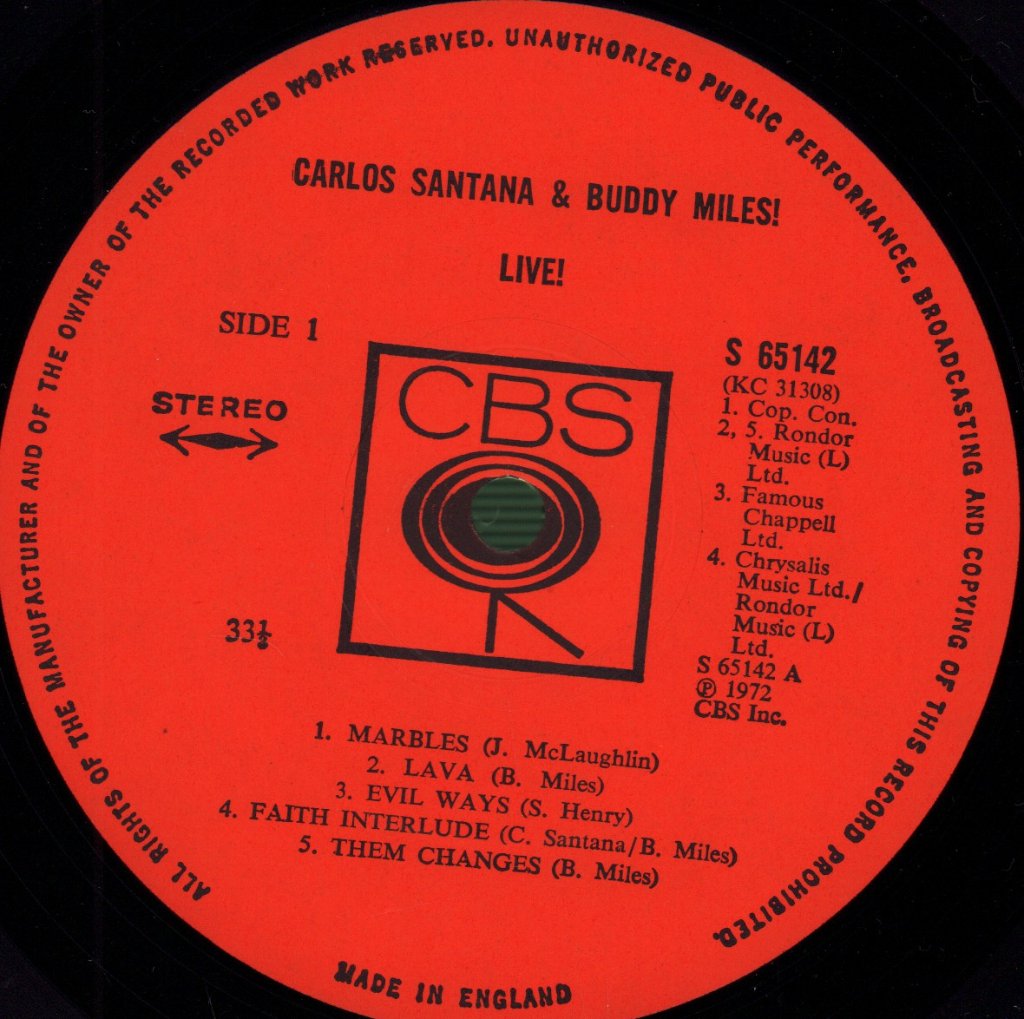 ALL RIGHTS OF THE MANUFACTURER AND OF THE OWNER OF THE RECORDED WORK RESERVED. UNAUTHORIZED PUBLIC PERFORMANCE, BROADCASTING AND COPYING OF THIS RECORD PROHIBITED.
CARLOS SANTANA & BUDDY MILES!
LIVE!
SIDE 1
STEREO
33⅓
CBS
S 65142
(KC 31308)
1. Cop. Con.
2, 5. Rondor
Music (L)
Ltd.
3. Famous
Chappell
Ltd.
4. Chrysalis
Music Ltd./
Rondor
Music (L)
Ltd.
S 65142 A
℗ 1972
CBS Inc.
1. MARBLES (J. McLaughlin)
2. LAVA (B. Miles)
3. EVIL WAYS (S. Henry)
4. FAITH INTERLUDE (C. Santana/B. Miles)
5. THEM CHANGES (B. Miles)
MADE IN ENGLAND